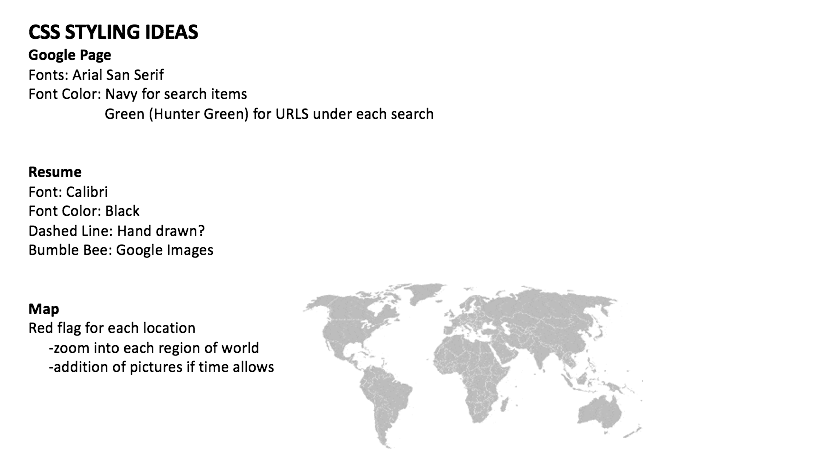 CSS STYLING IDEAS
Google Page
Fonts: Arial San Serif
Font Color: Navy for search items
Green (Hunter Green) for URLS under each search
Resume
Font: Calibri
Font Color: Black
Dashed Line: Hand drawn?
Bumble Bee: Google Images
Map
Red flag for each location
-zoom into each region of world
-addition of pictures if time allows